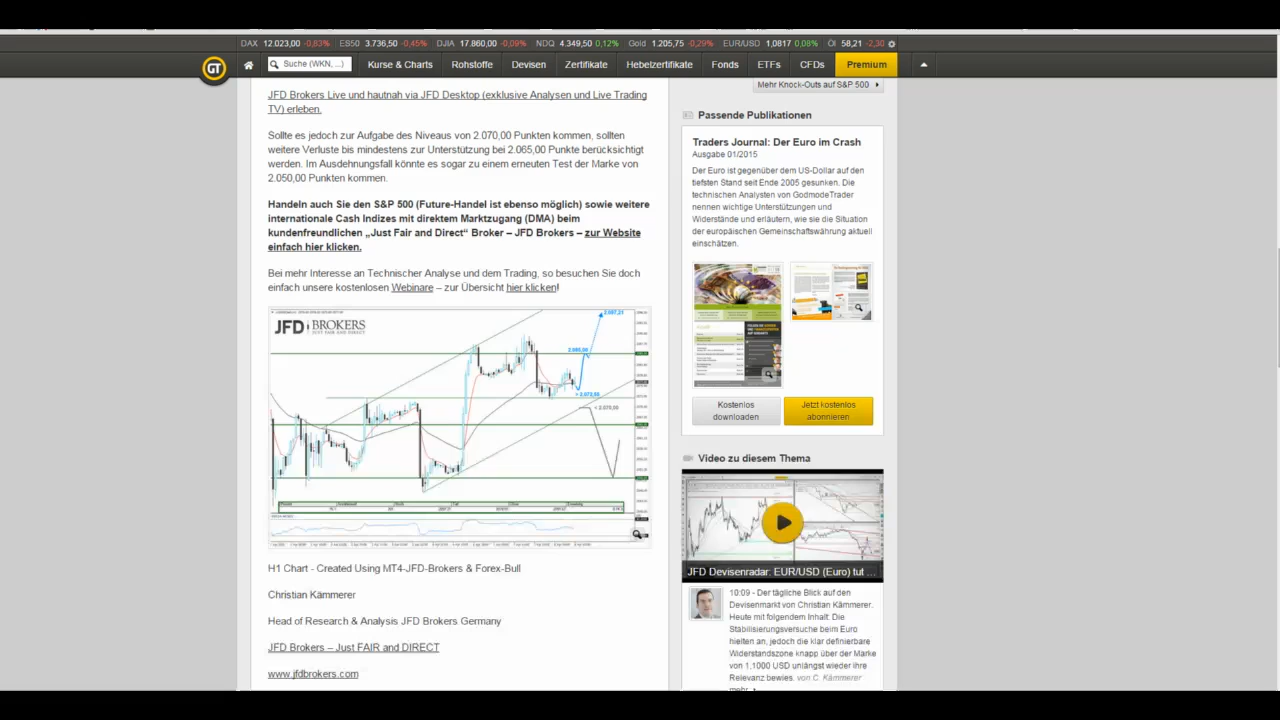 DAX 12.023,00 -0,83% ES50 3.736,50 -0,45% DJIA 17.860,00 -0,09% NDQ 4.349,50 0,12% Gold 1.205,75 -0,29% EUR/USD 1,0817 0,08% Öl 58,21 -2,30
GT Suche (WKN, ...) Kurse & Charts Rohstoffe Devisen Zertifikate Hebelzertifikate Fonds ETFs CFDs Premium
JFD Brokers Live und hautnah via JFD Desktop (exklusive Analysen und Live Trading
TV) erleben.
Sollte es jedoch zur Aufgabe des Niveaus von 2.070,00 Punkten kommen, sollten
weitere Verluste bis mindestens zur Unterstützung bei 2.065,00 Punkte berücksichtigt
werden. Im Ausdehnungsfall könnte es sogar zu einem erneuten Test der Marke von
2.050,00 Punkten kommen.
Handeln auch Sie den S&P 500 (Future-Handel ist ebenso möglich) sowie weitere
internationale Cash Indizes mit direktem Marktzugang (DMA) beim
kundenfreundlichen „Just Fair and Direct“ Broker – JFD Brokers – zur Website
einfach hier klicken.
Bei mehr Interesse an Technischer Analyse und dem Trading, so besuchen Sie doch
einfach unsere kostenlosen Webinare – zur Übersicht hier klicken!
JFD BROKERS
JUST FAIR AND DIRECT
< 2.070,00
H1 Chart - Created Using MT4-JFD-Brokers & Forex-Bull
Christian Kämmerer
Head of Research & Analysis JFD Brokers Germany
JFD Brokers – Just FAIR and DIRECT
www.jfdbrokers.com
Mehr Knock-Outs auf S&P 500
Passende Publikationen
Traders Journal: Der Euro im Crash
Ausgabe 01/2015
Der Euro ist gegenüber dem US-Dollar auf den
tiefsten Stand seit Ende 2005 gesunken. Die
technischen Analysten von GodmodeTrader
nennen wichtige Unterstützungen und
Widerstände und erläutern, wie sie die Situation
der europäischen Gemeinschaftswährung aktuell
einschätzen.
Kostenlos
downloaden
Jetzt kostenlos
abonnieren
Video zu diesem Thema
JFD Devisenradar: EUR/USD (Euro) tut ...
10:09 - Der tägliche Blick auf den
Devisenmarkt von Christian Kämmerer.
Heute mit folgendem Inhalt: Die
Stabilisierungsversuche beim Euro
hielten an, jedoch die klar definierbare
Widerstandszone knapp über der Marke
von 1,1000 USD unlängst wieder ihre
Relevanz bewies. von C. Kämmerer
mehr